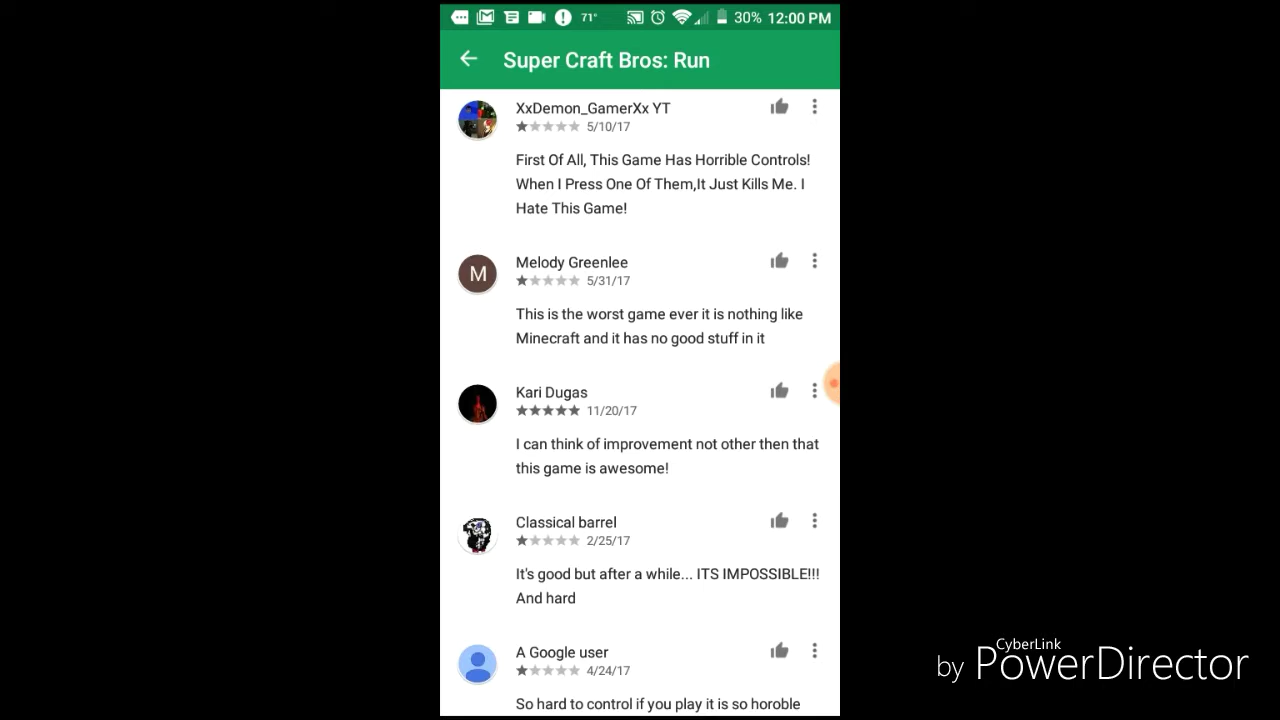 71° 30% 12:00 PM
Super Craft Bros: Run
XxDemon_GamerXx YT
5/10/17
First Of All, This Game Has Horrible Controls!
When I Press One Of Them,It Just Kills Me. I
Hate This Game!
M
Melody Greenlee
5/31/17
This is the worst game ever it is nothing like
Minecraft and it has no good stuff in it
Kari Dugas
11/20/17
I can think of improvement not other then that
this game is awesome!
Classical barrel
2/25/17
It's good but after a while... ITS IMPOSSIBLE!!!
And hard
A Google user
4/24/17
So hard to control if you play it is so horoble
CyberLink
by PowerDirector